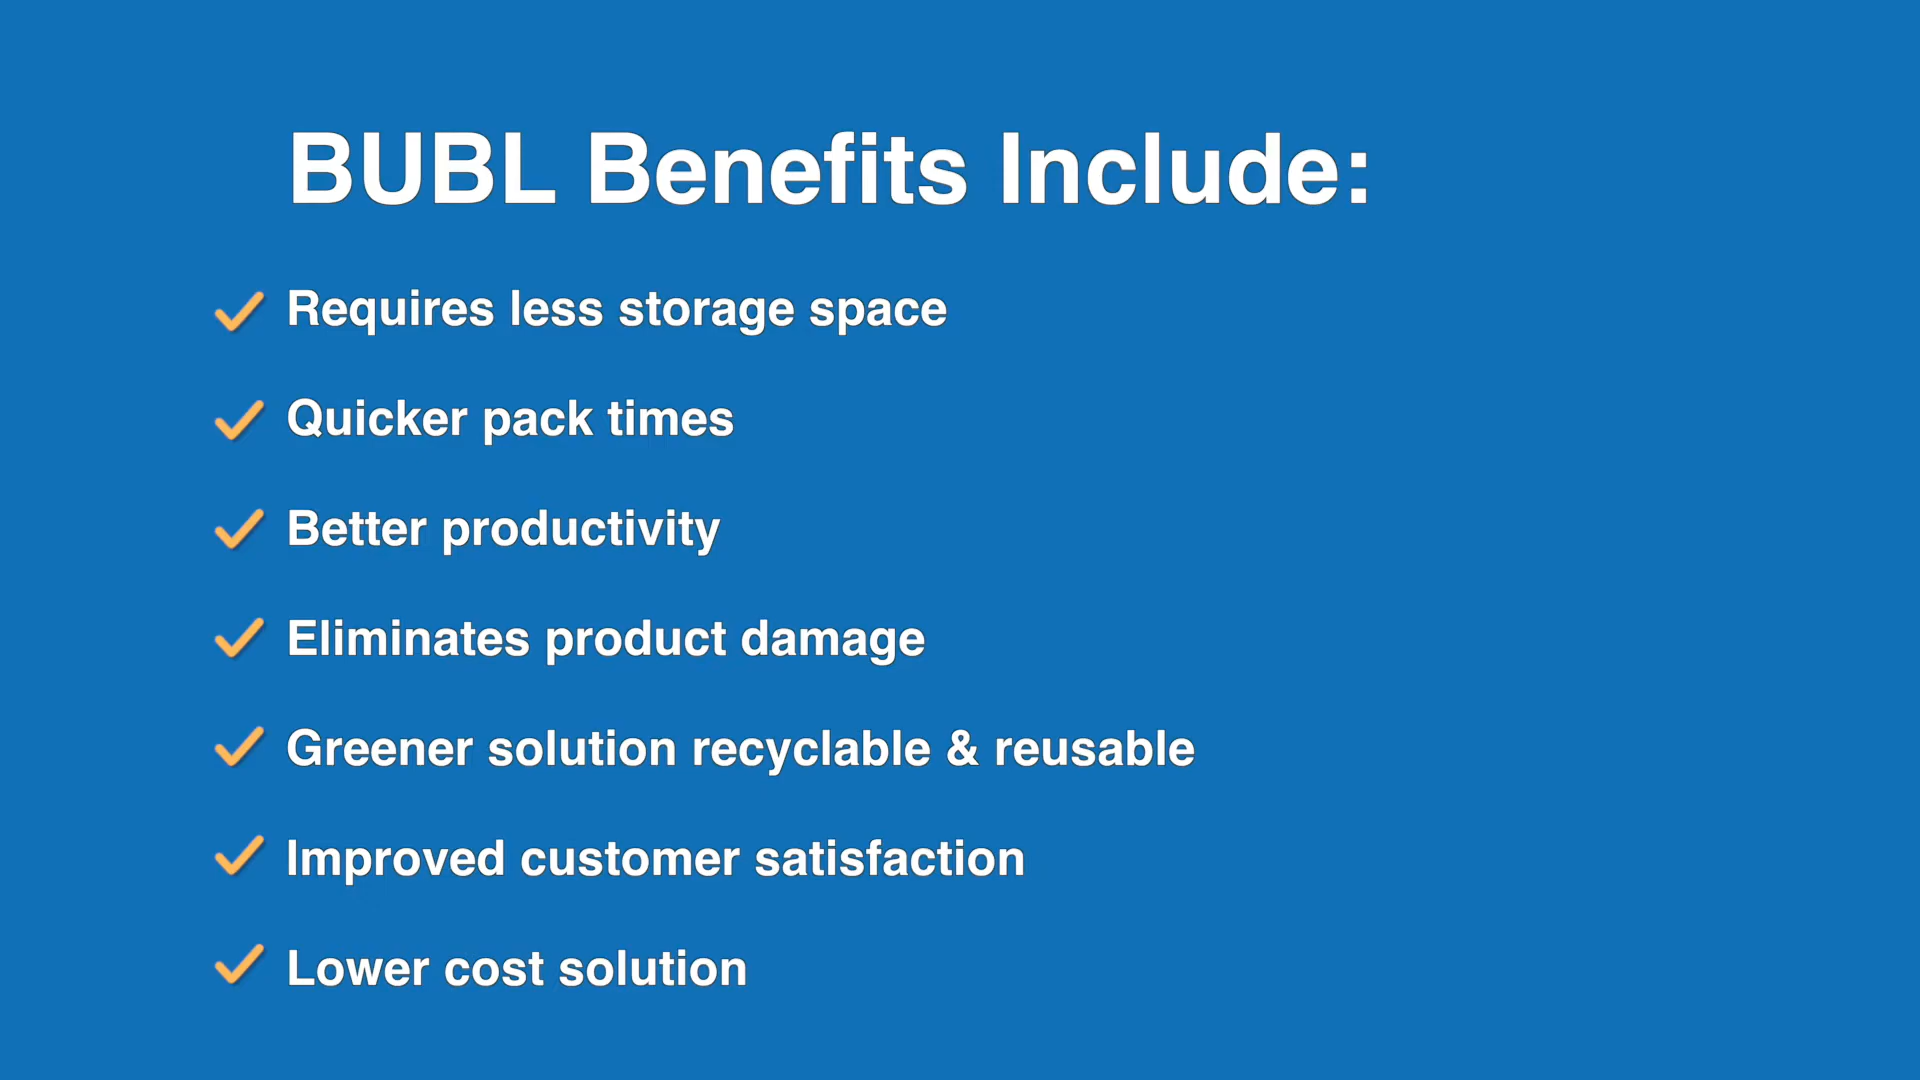 BUBL Benefits Include:
Requires less storage space
Quicker pack times
Better productivity
Eliminates product damage
Greener solution recyclable & reusable
Improved customer satisfaction
Lower cost solution